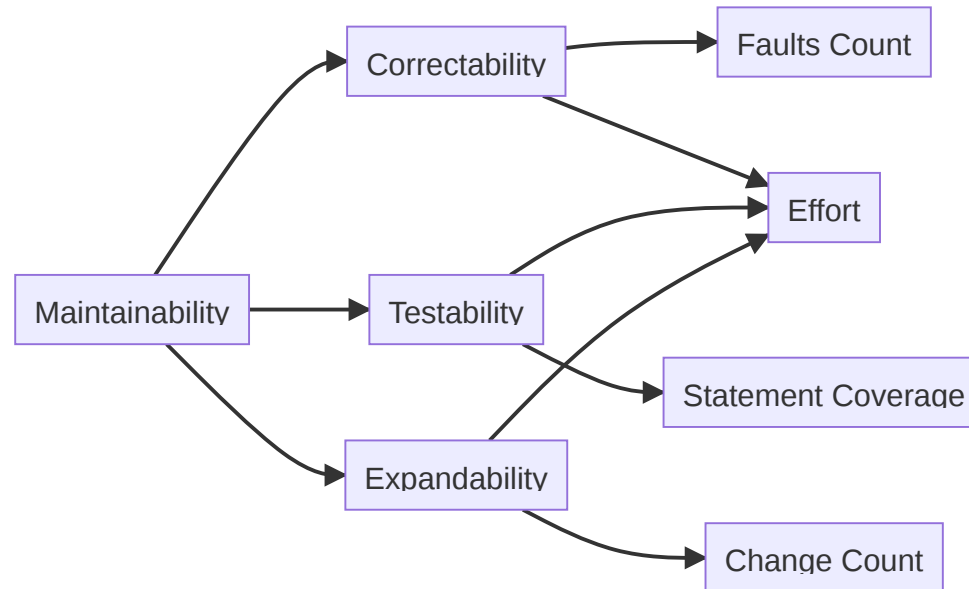 Correctability
Faults Count
Effort
Maintainability
Testability
Statement Coverage
Expandability
Change Count